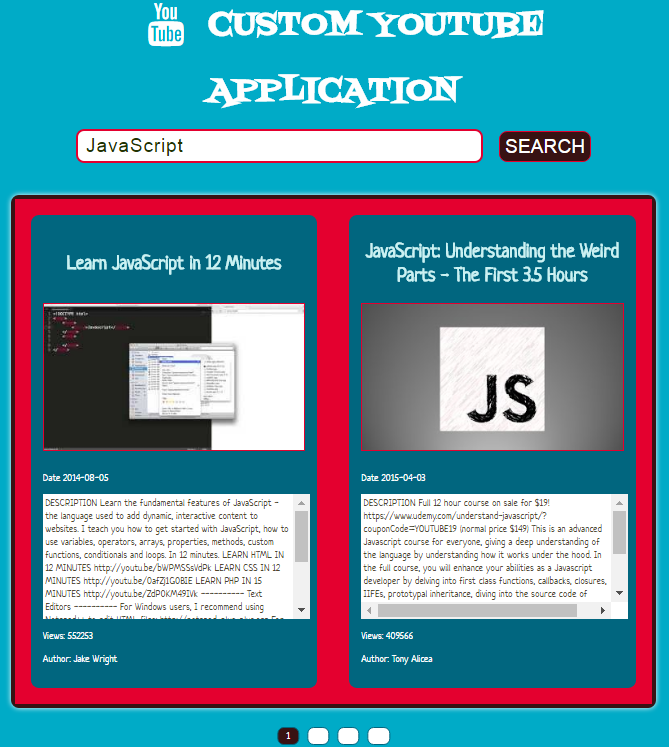 You
Tube
CUSTOM YOUTUBE
APPLICATION
JavaScript
SEARCH
Learn JavaScript in 12 Minutes
<!DOCTYPE html>
Date 2014-08-05
DESCRIPTION Learn the fundamental features of JavaScript -
the language used to add dynamic, interactive content to
websites. I teach you how to get started with JavaScript, how to
use variables, operators, arrays, properties, methods, custom
functions, conditionals and loops. In 12 minutes. LEARN HTML IN
12 MINUTES http://youtu.be/bWPMSSsVdPk LEARN CSS IN 12
MINUTES http://youtu.be/0afZj1G0BIE LEARN PHP IN 15
MINUTES http://youtu.be/ZdP0KM49IVk ---------- Text
Editors ---------- For Windows users, I recommend using
Views: 552253
Author: Jake Wright
JavaScript: Understanding the Weird
Parts - The First 3.5 Hours
JS
Date 2015-04-03
DESCRIPTION Full 12 hour course on sale for $19!
https://www.udemy.com/understand-javascript/?
couponCode=YOUTUBE19 (normal price $149) This is an advanced
Javascript course for everyone, giving a deep understanding of
the language by understanding how it works under the hood. In
the full course, you will enhance your abilities as a Javascript
developer by delving into first class functions, callbacks, closures,
IIFEs, prototypal inheritance, diving into the source code of
Views: 409566
Author: Tony Alicea
1